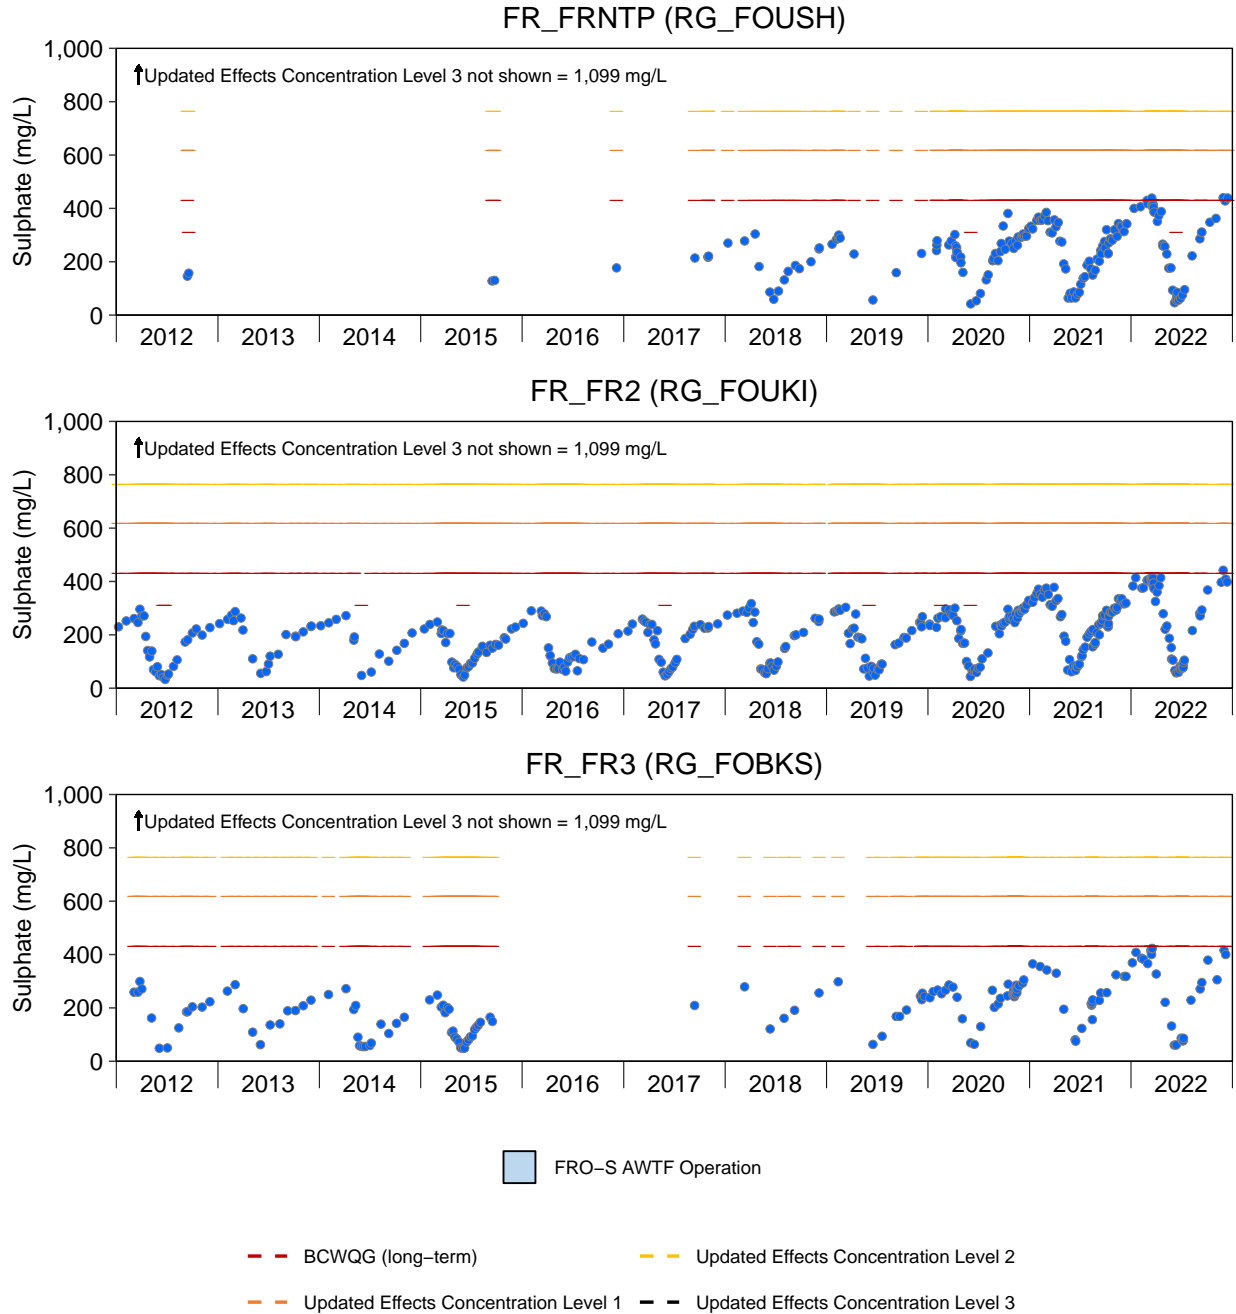 FR_FRNTP (RG_FOUSH)
1,000
800
600
400
200
0
Sulphate (mg/L)
Updated Effects Concentration Level 3 not shown = 1,099 mg/L
2012 2013 2014 2015 2016 2017 2018 2019 2020 2021 2022
FR_FR2 (RG_FOUKI)
1,000
800
600
400
200
0
Sulphate (mg/L)
Updated Effects Concentration Level 3 not shown = 1,099 mg/L
2012 2013 2014 2015 2016 2017 2018 2019 2020 2021 2022
FR_FR3 (RG_FOBKS)
1,000
800
600
400
200
0
Sulphate (mg/L)
Updated Effects Concentration Level 3 not shown = 1,099 mg/L
2012 2013 2014 2015 2016 2017 2018 2019 2020 2021 2022
FRO−S AWTF Operation
BCWQG (long−term)
Updated Effects Concentration Level 2
Updated Effects Concentration Level 1
Updated Effects Concentration Level 3